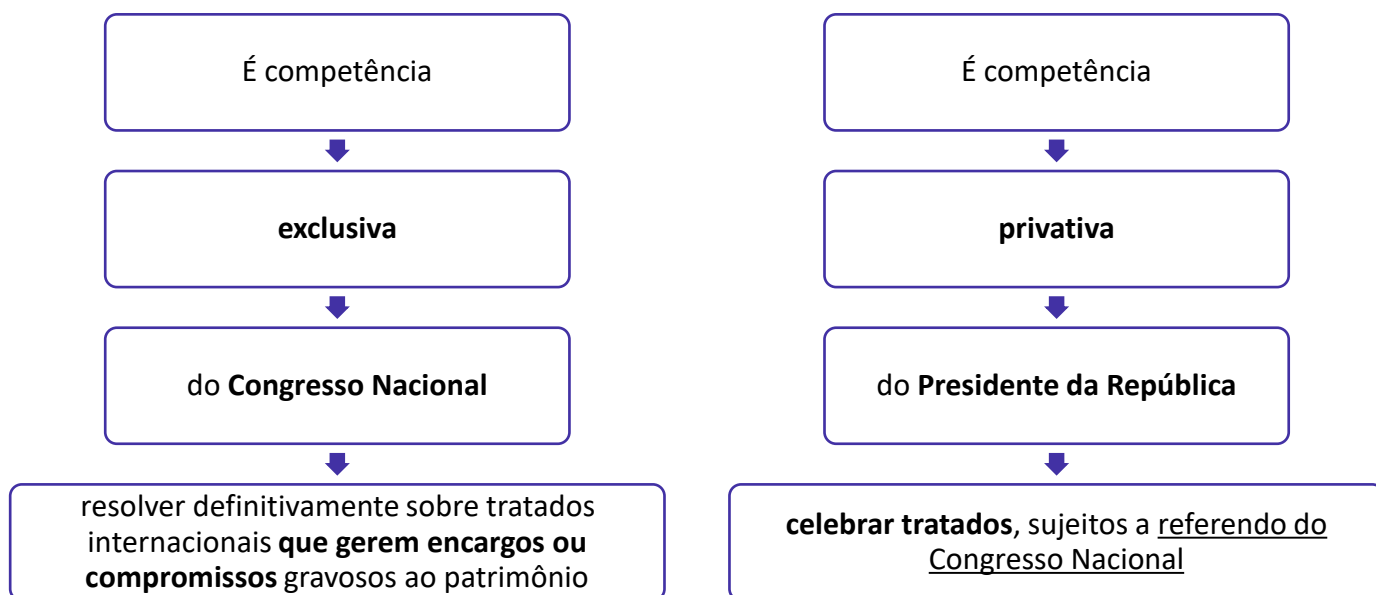 É competência
exclusiva
do Congresso Nacional
resolver definitivamente sobre tratados
internacionais que gerem encargos ou
compromissos gravosos ao patrimônio
É competência
privativa
do Presidente da República
celebrar tratados, sujeitos a referendo do
Congresso Nacional